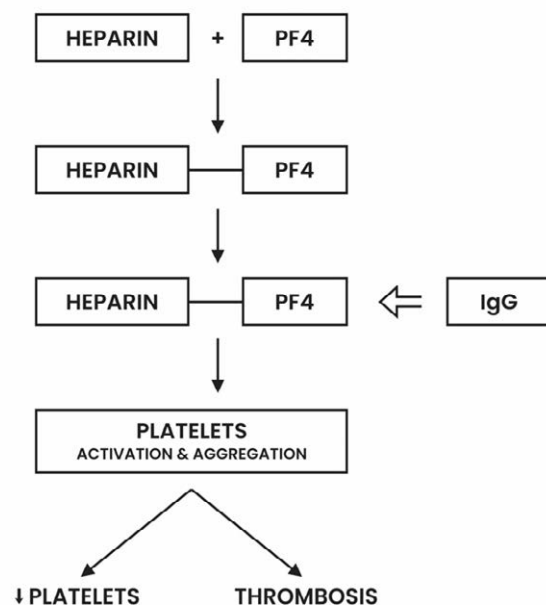 HEPARIN + PF4
HEPARIN PF4
HEPARIN PF4 IgG
PLATELETS
ACTIVATION & AGGREGATION
↓ PLATELETS THROMBOSIS